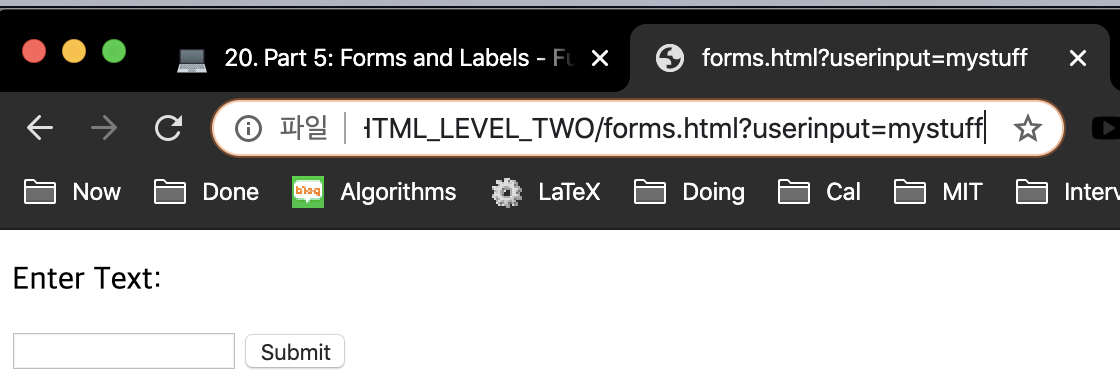 20. Part 5: Forms and Labels - Fu
forms.html?userinput=mystuff
파일 HTML_LEVEL_TWO/forms.html?userinput=mystuff
Now Done blog Algorithms LaTeX Doing Cal MIT Interv
Enter Text:
Submit